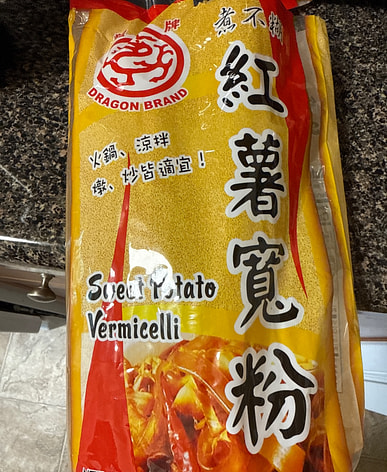 牌
DRAGON BRAND
煮不糊
紅薯寬粉
火鍋、涼拌
燉、炒皆適宜！
Sweet Potato
Vermicelli